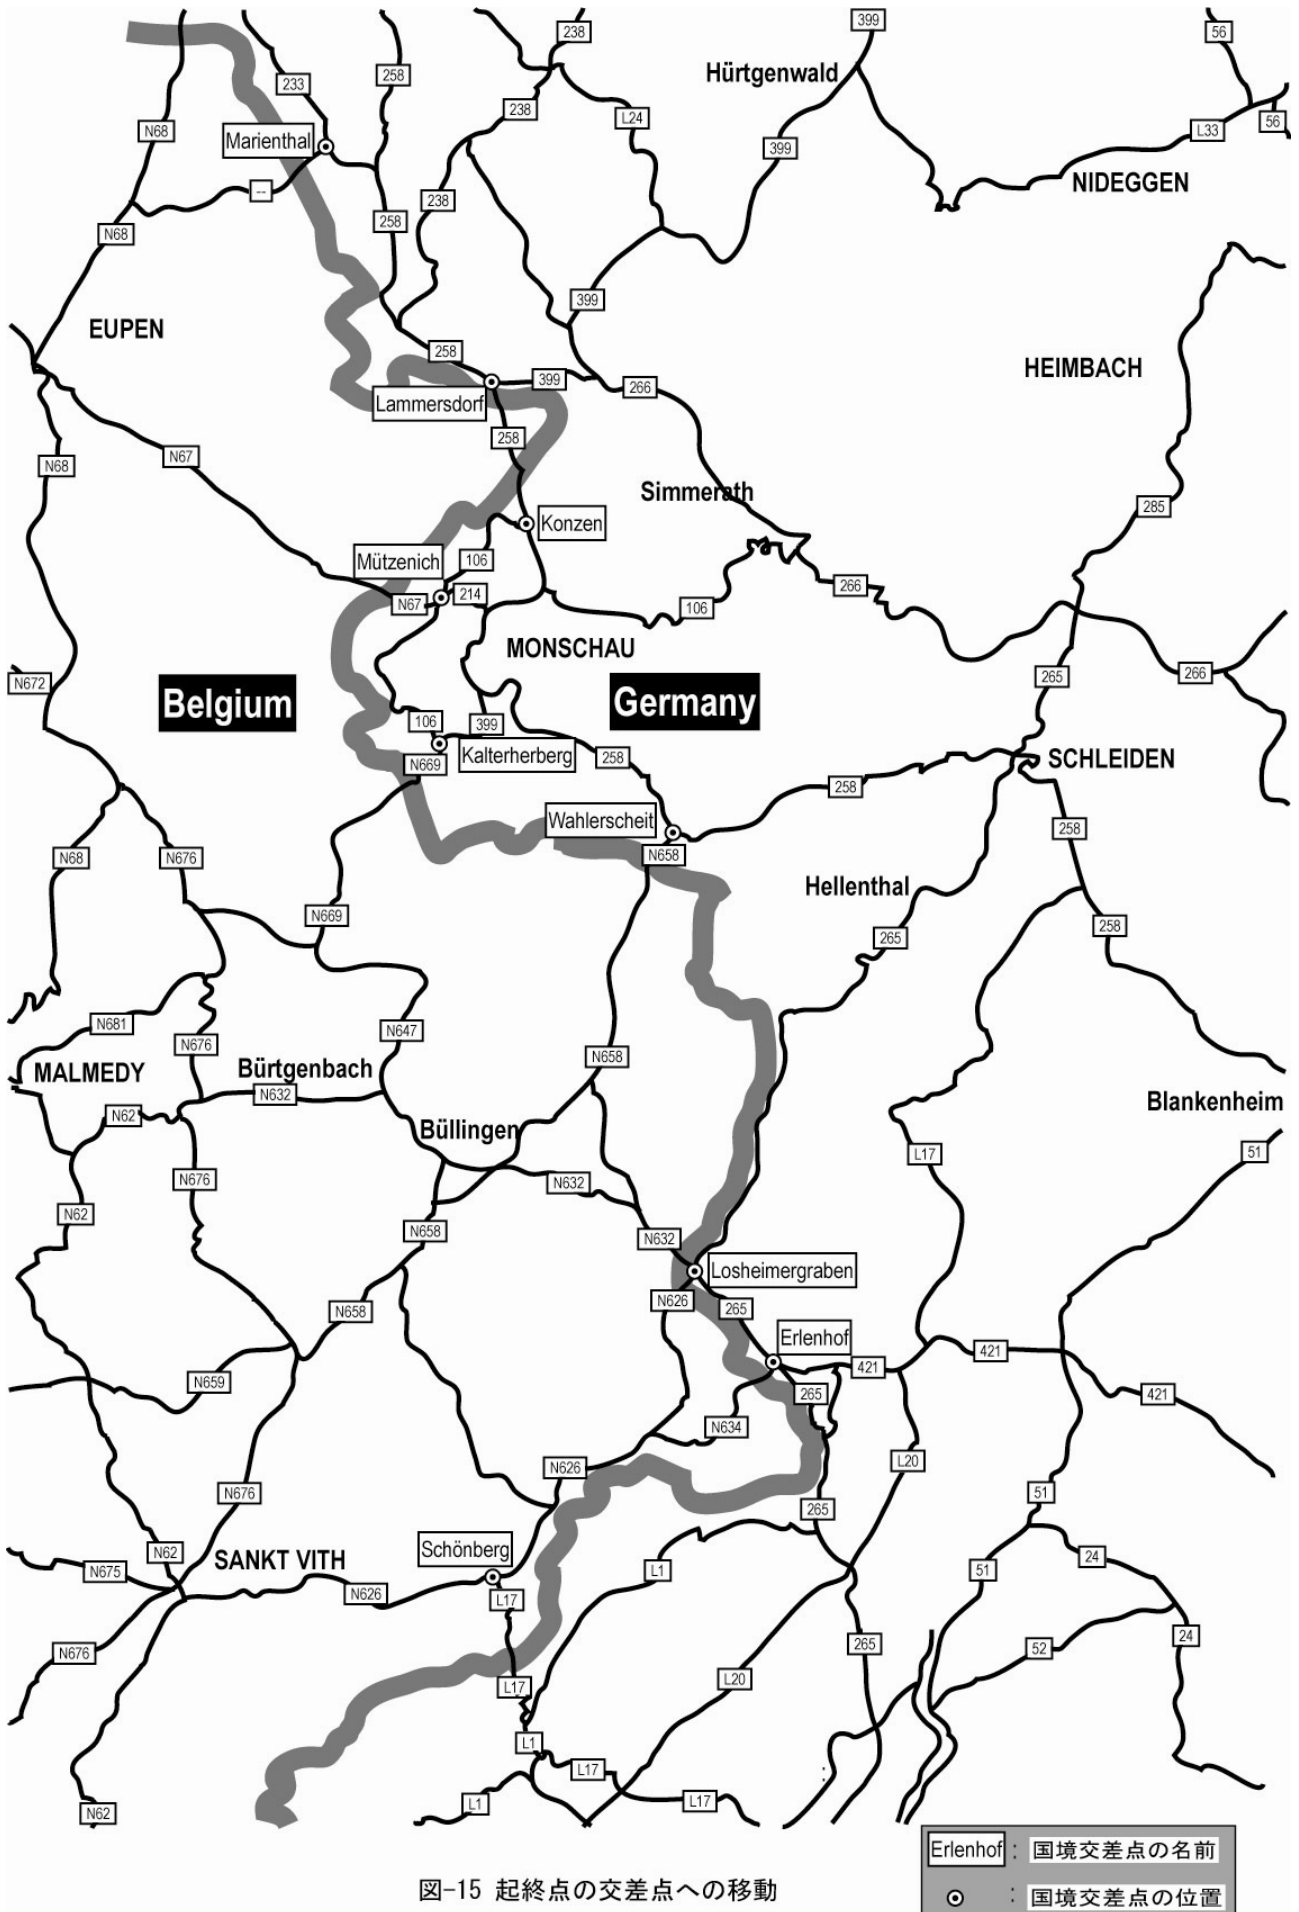 399
238
56
Hürtgenwald
258
233
238
L24
56
N68
L33
Marienthal
399
NIDEGGEN
--
238
258
N68
399
EUPEN
258
HEIMBACH
399
266
Lammersdorf
258
N67
N68
Simmerath
285
Konzen
Mützenich
106
266
214
N67
106
MONSCHAU
265
266
N672
Belgium
Germany
106
399
Kalterherberg
258
SCHLEIDEN
N669
258
Wahlerscheit
258
N68
N676
N658
Hellenthal
N669
258
265
N681
N647
N676
N658
MALMEDY
Bürtgenbach
N632
Blankenheim
N62
Büllingen
L17
51
N676
N632
N62
N658
N632
Losheimergraben
N626
265
N658
Erlenhof
421
421
N659
265
421
N634
L20
N626
N676
51
265
Schönberg
N62
SANKT VITH
24
N675
L1
51
N626
L17
N676
265
52
24
L20
L17
L1
L17
L1
L17
N62
:
Erlenhof : 国境交差点の名前
図-15 起終点の交差点への移動
: 国境交差点の位置